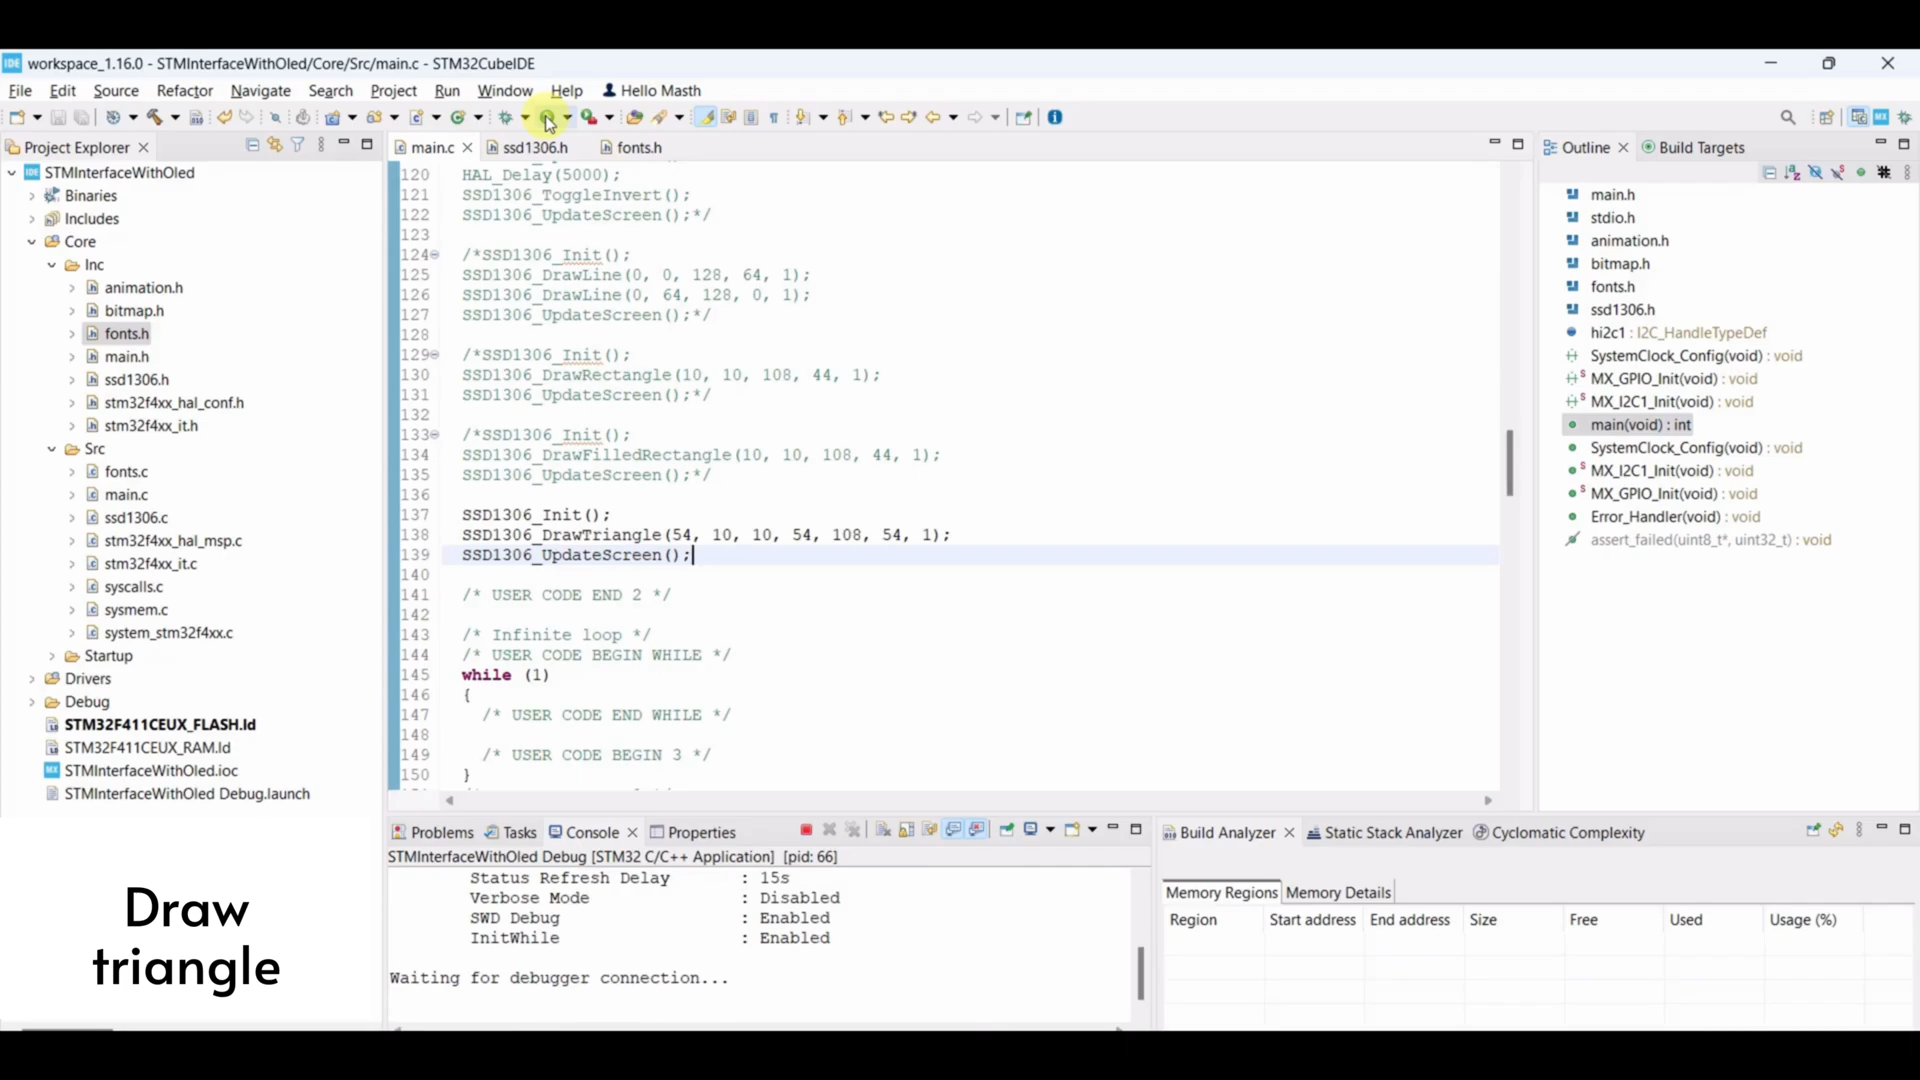 IDE workspace_1.16.0 - STMInterfaceWithOled/Core/Src/main.c - STM32CubeIDE
File Edit Source Refactor Navigate Search Project Run Window Help Hello Masth
Project Explorer
STMInterfaceWithOled
Binaries
Includes
Core
Inc
animation.h
bitmap.h
fonts.h
main.h
ssd1306.h
stm32f4xx_hal_conf.h
stm32f4xx_it.h
Src
fonts.c
main.c
ssd1306.c
stm32f4xx_hal_msp.c
stm32f4xx_it.c
syscalls.c
sysmem.c
system_stm32f4xx.c
Startup
Drivers
Debug
STM32F411CEUX_FLASH.ld
STM32F411CEUX_RAM.ld
MX STMInterfaceWithOled.ioc
STMInterfaceWithOled Debug.launch
Draw
triangle
main.c ssd1306.h fonts.h
120 HAL_Delay(5000);
121 SSD1306_ToggleInvert();
122 SSD1306_UpdateScreen();*/
123
124 /*SSD1306_Init();
125 SSD1306_DrawLine(0, 0, 128, 64, 1);
126 SSD1306_DrawLine(0, 64, 128, 0, 1);
127 SSD1306_UpdateScreen();*/
128
129 /*SSD1306_Init();
130 SSD1306_DrawRectangle(10, 10, 108, 44, 1);
131 SSD1306_UpdateScreen();*/
132
133 /*SSD1306_Init();
134 SSD1306_DrawFilledRectangle(10, 10, 108, 44, 1);
135 SSD1306_UpdateScreen();*/
136
137 SSD1306_Init();
138 SSD1306_DrawTriangle(54, 10, 10, 54, 108, 54, 1);
139 SSD1306_UpdateScreen();
140
141 /* USER CODE END 2 */
142
143 /* Infinite loop */
144 /* USER CODE BEGIN WHILE */
145 while (1)
146 {
147 /* USER CODE END WHILE */
148
149 /* USER CODE BEGIN 3 */
150 }
Problems Tasks Console Properties
STMInterfaceWithOled Debug [STM32 C/C++ Application] [pid: 66]
Status Refresh Delay : 15s
Verbose Mode : Disabled
SWD Debug : Enabled
InitWhile : Enabled
Waiting for debugger connection...
Outline Build Targets
main.h
stdio.h
animation.h
bitmap.h
fonts.h
ssd1306.h
hi2c1 : I2C_HandleTypeDef
SystemClock_Config(void) : void
MX_GPIO_Init(void) : void
MX_I2C1_Init(void) : void
main(void) : int
SystemClock_Config(void) : void
MX_I2C1_Init(void) : void
MX_GPIO_Init(void) : void
Error_Handler(void) : void
assert_failed(uint8_t*, uint32_t) : void
Build Analyzer Static Stack Analyzer Cyclomatic Complexity
Memory Regions Memory Details
Region Start address End address Size Free Used Usage (%)